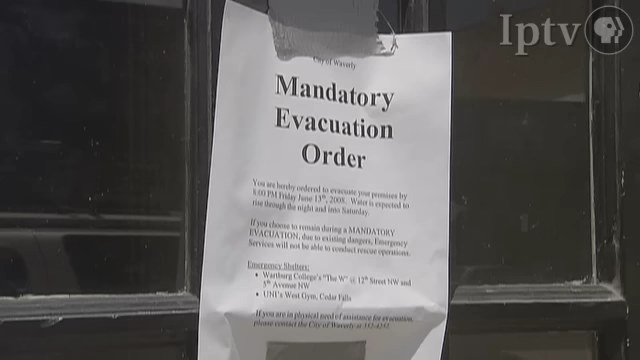 Iptv PBS
City of Waverly
Mandatory
Evacuation
Order
You are hereby ordered to evacuate your premises by
8:00 PM Friday June 13th, 2008. Water is expected to
rise through the night and into Saturday.
If you choose to remain during a MANDATORY
EVACUATION, due to existing dangers, Emergency
Services will not be able to conduct rescue operations.
Emergency Shelters:
• Wartburg College's "The W" @ 12th Street NW and
5th Avenue NW
• UNI's West Gym, Cedar Falls
If you are in physical need of assistance for evacuation,
please contact the City of Waverly at 352-4252